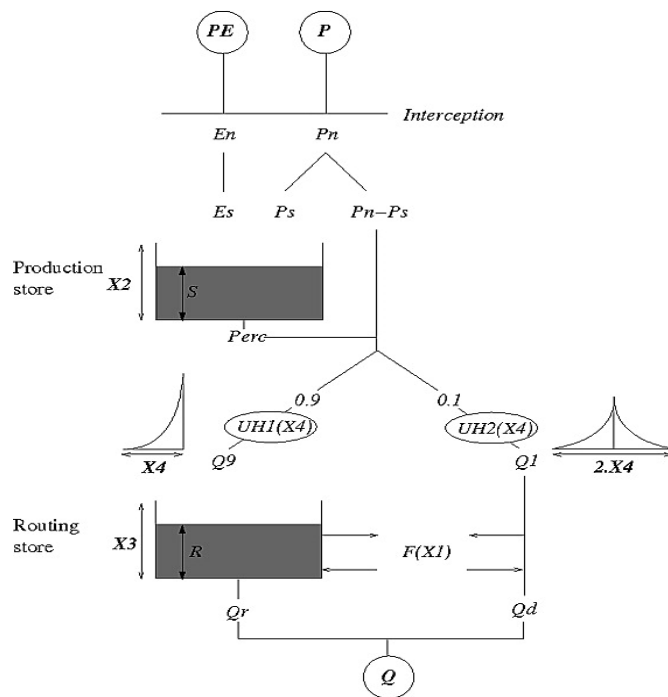 PE P
Interception
En Pn
Es Ps Pn–Ps
Production
store
X2
S
Perc
0.9 0.1
UH1(X4) UH2(X4)
X4 Q9 Q1 2.X4
Routing
store
X3
R
F(X1)
Qr Qd
Q